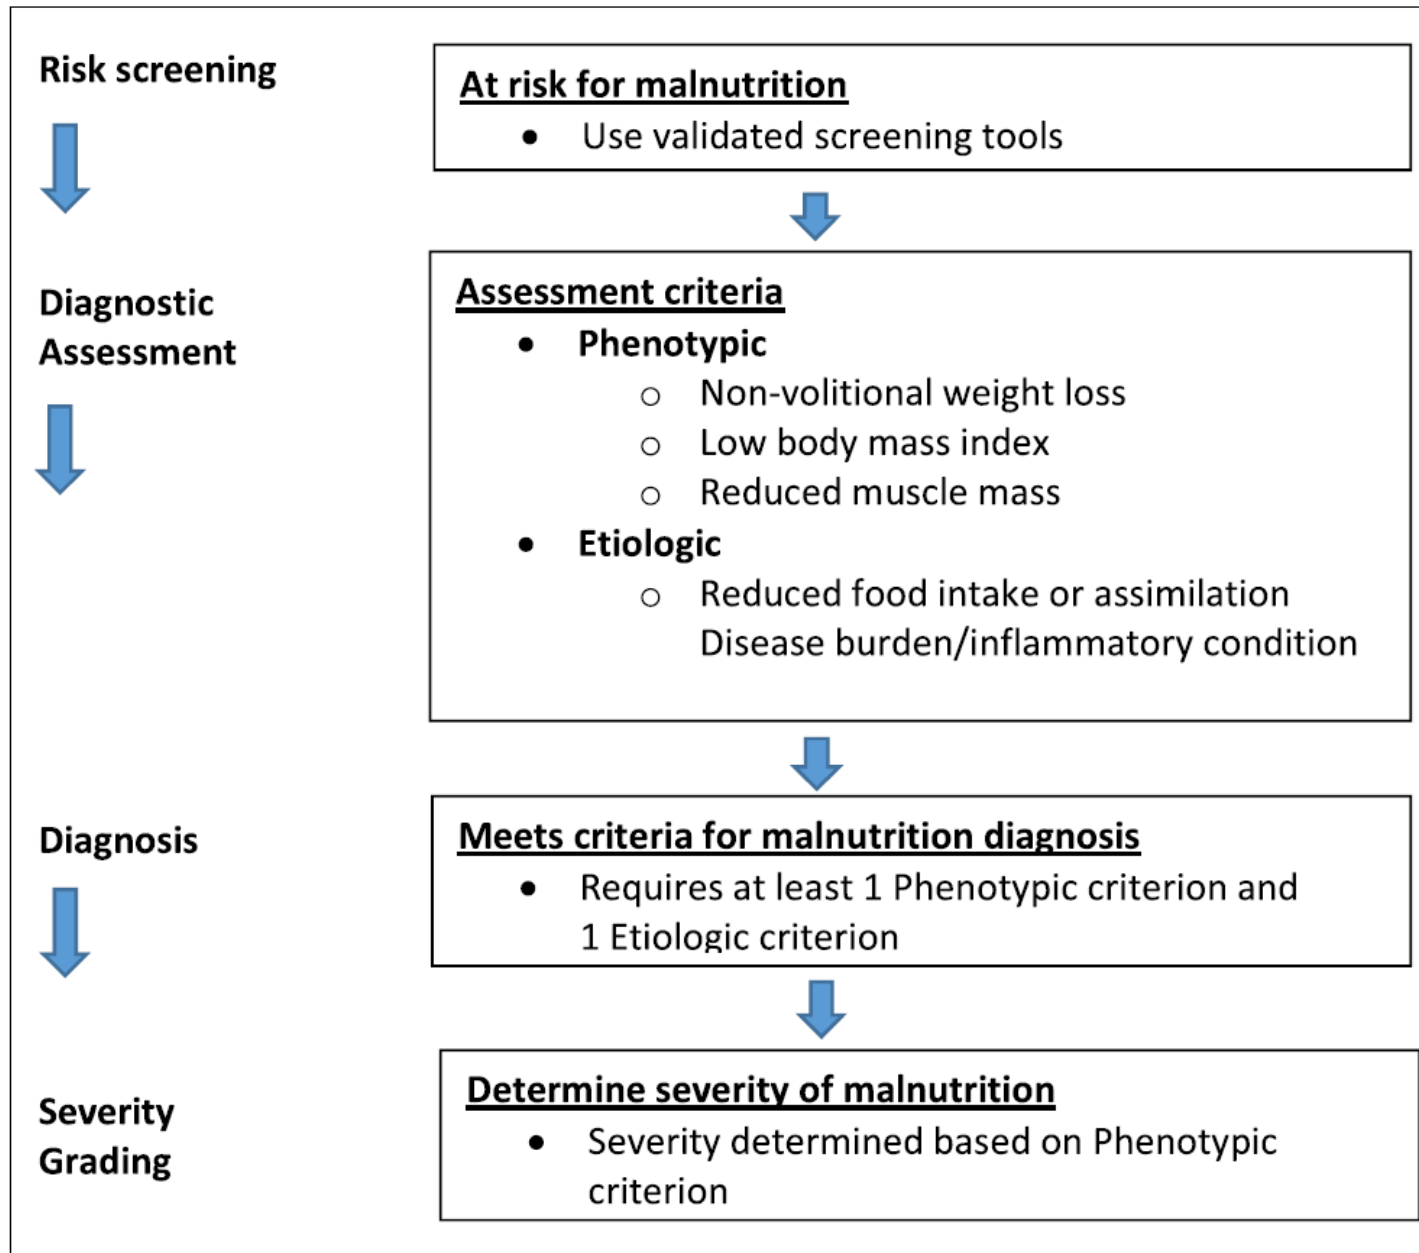 Risk screening
At risk for malnutrition
• Use validated screening tools
Diagnostic
Assessment
Assessment criteria
• Phenotypic
o Non-volitional weight loss
o Low body mass index
o Reduced muscle mass
• Etiologic
o Reduced food intake or assimilation
Disease burden/inflammatory condition
Diagnosis
Meets criteria for malnutrition diagnosis
• Requires at least 1 Phenotypic criterion and
1 Etiologic criterion
Severity
Grading
Determine severity of malnutrition
• Severity determined based on Phenotypic
criterion